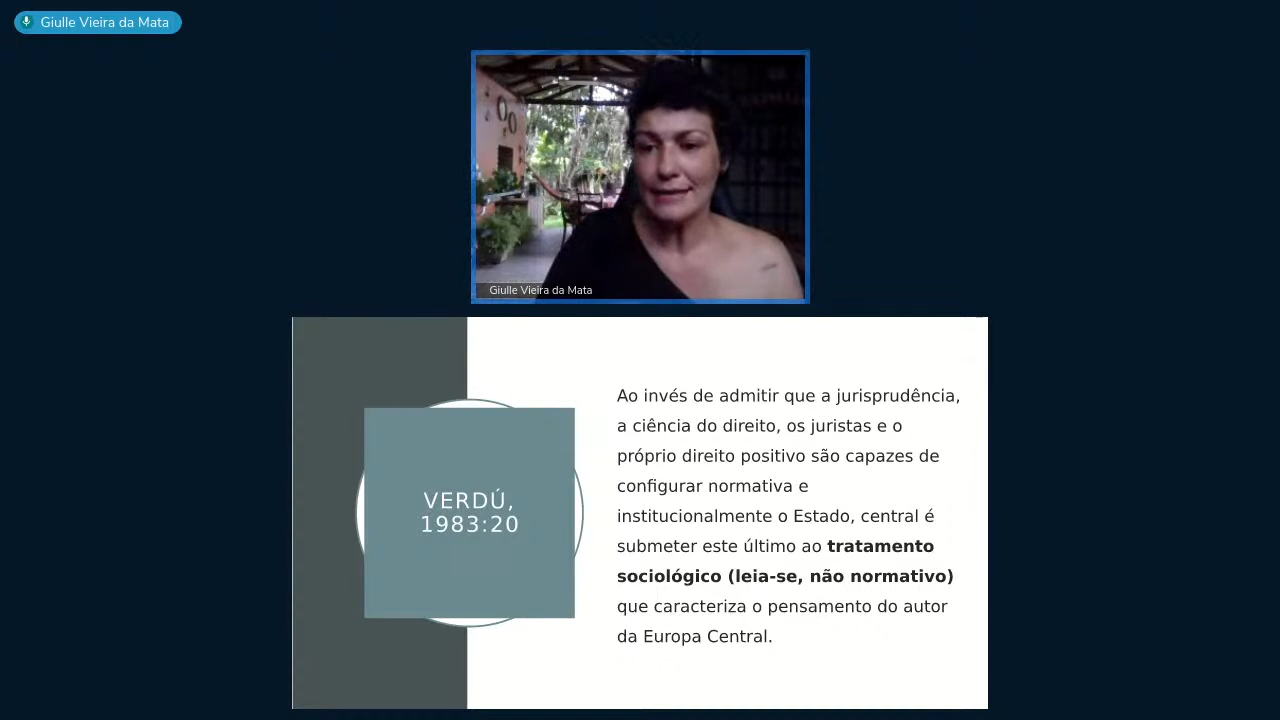 Giulle Vieira da Mata
Giulle Vieira da Mata
VERDÚ,
1983:20
Ao invés de admitir que a jurisprudência,
a ciência do direito, os juristas e o
próprio direito positivo são capazes de
configurar normativa e
institucionalmente o Estado, central é
submeter este último ao tratamento
sociológico (leia-se, não normativo)
que caracteriza o pensamento do autor
da Europa Central.